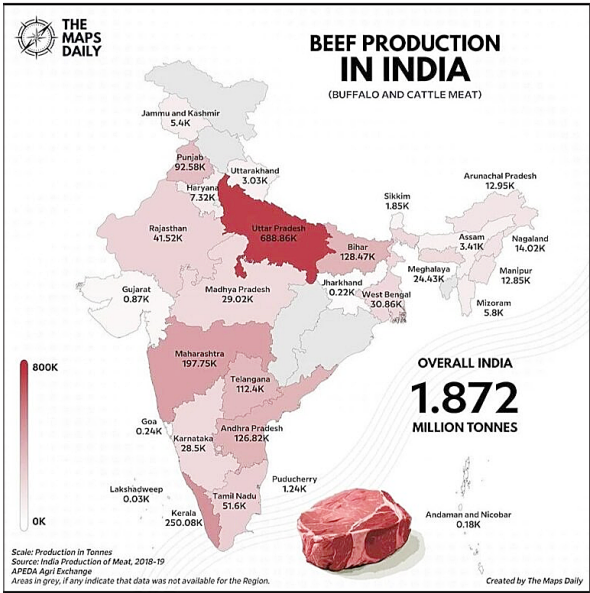 THE
MAPS
DAILY
BEEF PRODUCTION
IN INDIA
(BUFFALO AND CATTLE MEAT)
Jammu and Kashmir
5.4K
Punjab
92.58K
Uttarakhand
3.03K
Haryana
7.32K
Arunachal Pradesh
12.95K
Sikkim
1.85K
Rajasthan
41.52K
Uttar Pradesh
688.86K
Bihar
128.47K
Assam
3.41K
Nagaland
14.02K
Meghalaya
24.43K
Manipur
12.85K
Mizoram
5.8K
Gujarat
0.87K
Madhya Pradesh
29.02K
Jharkhand
0.22K
West Bengal
30.86K
Maharashtra
197.75K
Telangana
112.4K
Goa
0.24K
Karnataka
28.5K
Andhra Pradesh
126.82K
Puducherry
1.24K
Lakshadweep
0.03K
Kerala
250.08K
Tamil Nadu
51.6K
Andaman and Nicobar
0.18K
800K
0K
OVERALL INDIA
1.872
MILLION TONNES
Scale: Production in Tonnes
Source: India Production of Meat, 2018-19
APEDA Agri Exchange
Areas in grey, if any indicate that data was not available for the Region.
Created by The Maps Daily